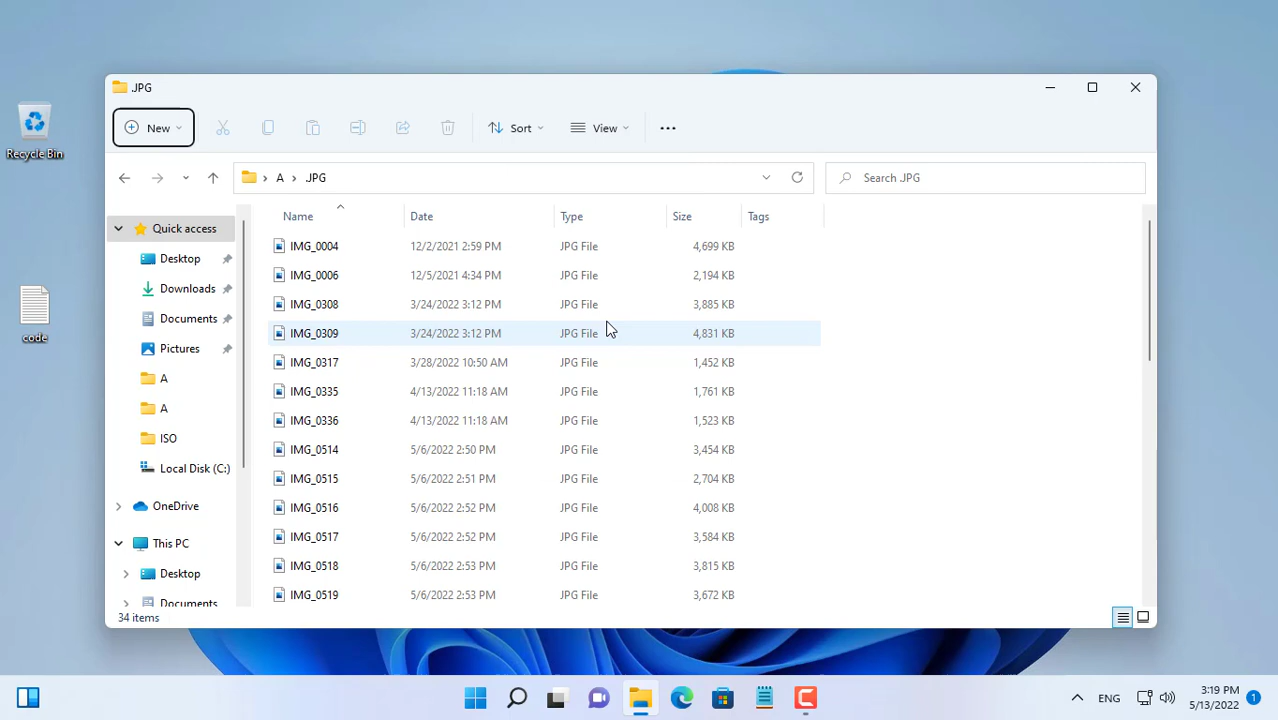 .JPG
New
Sort
View
A
.JPG
Search .JPG
Recycle Bin
code
Quick access
Desktop
Downloads
Documents
Pictures
A
A
ISO
Local Disk (C:)
OneDrive
This PC
Desktop
Documents
Name Date Type Size Tags
IMG_0004 12/2/2021 2:59 PM JPG File 4,699 KB
IMG_0006 12/5/2021 4:34 PM JPG File 2,194 KB
IMG_0308 3/24/2022 3:12 PM JPG File 3,885 KB
IMG_0309 3/24/2022 3:12 PM JPG File 4,831 KB
IMG_0317 3/28/2022 10:50 AM JPG File 1,452 KB
IMG_0335 4/13/2022 11:18 AM JPG File 1,761 KB
IMG_0336 4/13/2022 11:18 AM JPG File 1,523 KB
IMG_0514 5/6/2022 2:50 PM JPG File 3,454 KB
IMG_0515 5/6/2022 2:51 PM JPG File 2,704 KB
IMG_0516 5/6/2022 2:52 PM JPG File 4,008 KB
IMG_0517 5/6/2022 2:52 PM JPG File 3,584 KB
IMG_0518 5/6/2022 2:53 PM JPG File 3,815 KB
IMG_0519 5/6/2022 2:53 PM JPG File 3,672 KB
34 items
ENG
3:19 PM
5/13/2022
1